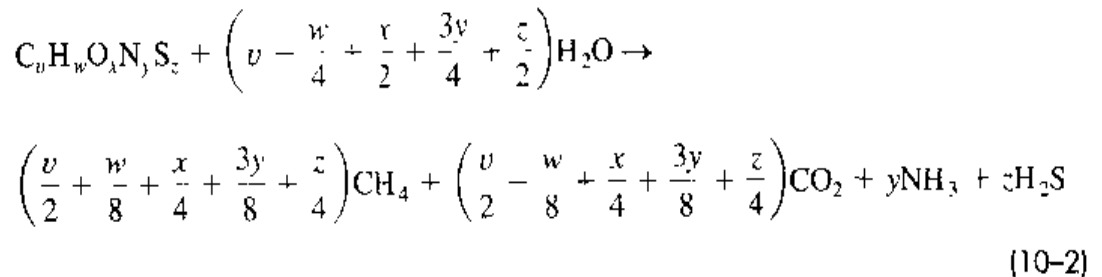 C_vH_wO_xN_yS_z + (v − w/4 − x/2 + 3y/4 + z/2)H₂O →
(v/2 + w/8 + x/4 + 3y/8 + z/4)CH₄ + (v/2 − w/8 + x/4 + 3y/8 + z/4)CO₂ + yNH₃ + zH₂S
(10–2)